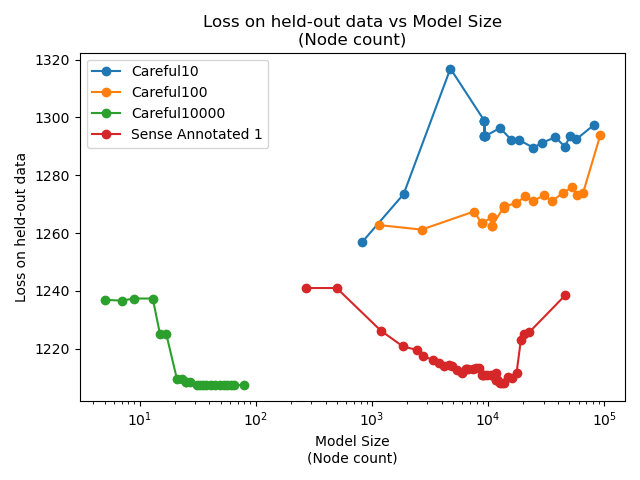 Loss on held-out data vs Model Size
(Node count)
Loss on held-out data
1320
1300
1280
1260
1240
1220
Careful10
Careful100
Careful10000
Sense Annotated 1
10¹
10²
10³
10⁴
10⁵
Model Size
(Node count)